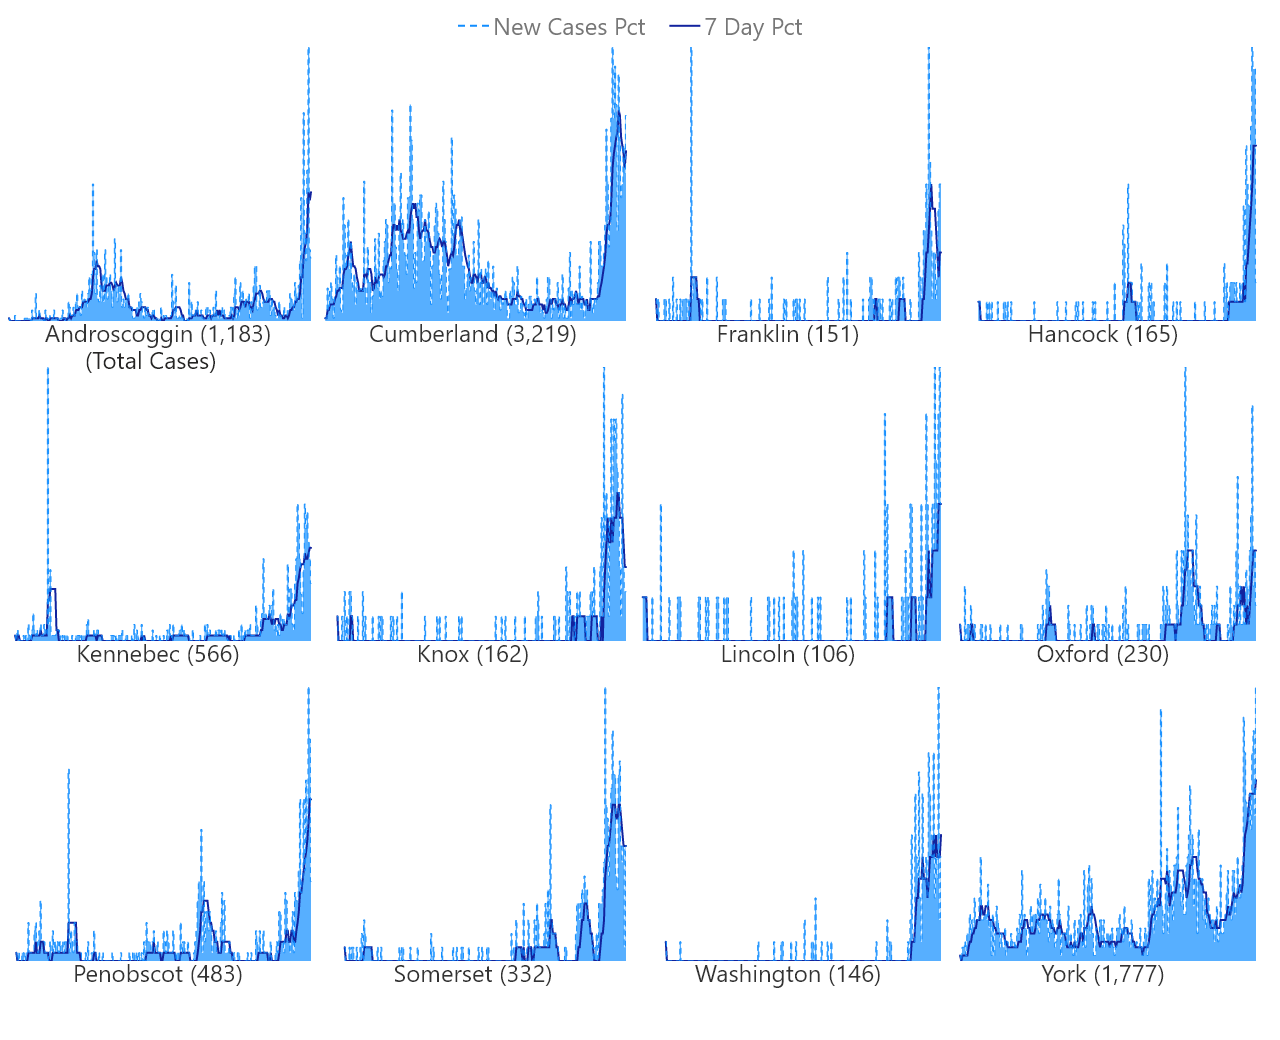 New Cases Pct 7 Day Pct
Androscoggin (1,183) Cumberland (3,219) Franklin (151) Hancock (165)
(Total Cases)
Kennebec (566) Knox (162) Lincoln (106) Oxford (230)
Penobscot (483) Somerset (332) Washington (146) York (1,777)